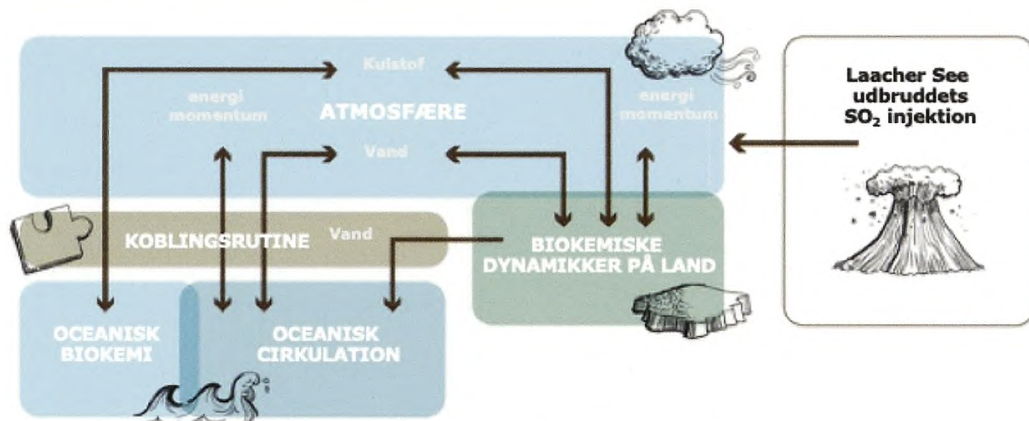 Kulstof
energi
momentum
ATMOSFÆRE
energi
momentum
Vand
Laacher See
udbruddets
SO₂ injektion
KOBLINGSRUTINE
Vand
BIOKEMISKE
DYNAMIKKER PÅ LAND
OCEANISK
BIOKEMI
OCEANISK
CIRKULATION